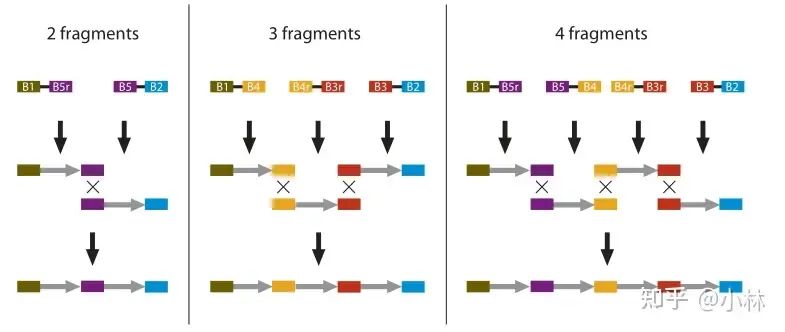 2 fragments
3 fragments
4 fragments
B1 B5r B5 B2
B1 B4 B4r B3r B3 B2
B1 B5r B5 B4 B4r B3r B3 B2
知乎 @小林